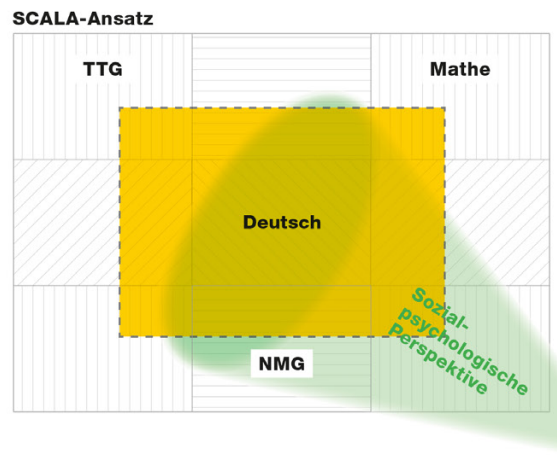 SCALA-Ansatz
TTG
Mathe
Deutsch
Sozial-
psychologische
Perspektive
NMG